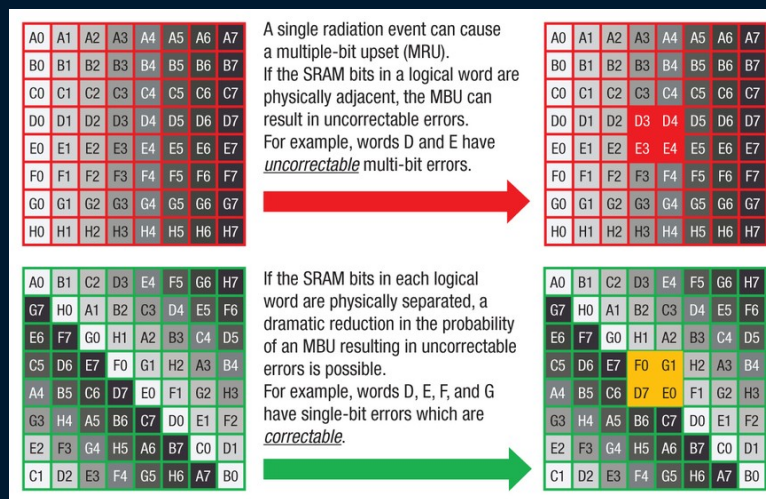 A0 A1 A2 A3 A4 A5 A6 A7
B0 B1 B2 B3 B4 B5 B6 B7
C0 C1 C2 C3 C4 C5 C6 C7
D0 D1 D2 D3 D4 D5 D6 D7
E0 E1 E2 E3 E4 E5 E6 E7
F0 F1 F2 F3 F4 F5 F6 F7
G0 G1 G2 G3 G4 G5 G6 G7
H0 H1 H2 H3 H4 H5 H6 H7
A single radiation event can cause
a multiple-bit upset (MRU).
If the SRAM bits in a logical word are
physically adjacent, the MBU can
result in uncorrectable errors.
For example, words D and E have
uncorrectable multi-bit errors.
A0 A1 A2 A3 A4 A5 A6 A7
B0 B1 B2 B3 B4 B5 B6 B7
C0 C1 C2 C3 C4 C5 C6 C7
D0 D1 D2 D3 D4 D5 D6 D7
E0 E1 E2 E3 E4 E5 E6 E7
F0 F1 F2 F3 F4 F5 F6 F7
G0 G1 G2 G3 G4 G5 G6 G7
H0 H1 H2 H3 H4 H5 H6 H7
A0 B1 C2 D3 E4 F5 G6 H7
G7 H0 A1 B2 C3 D4 E5 F6
E6 F7 G0 H1 A2 B3 C4 D5
C5 D6 E7 F0 G1 H2 A3 B4
A4 B5 C6 D7 E0 F1 G2 H3
G3 H4 A5 B6 C7 D0 E1 F2
E2 F3 G4 H5 A6 B7 C0 D1
C1 D2 E3 F4 G5 H6 A7 B0
If the SRAM bits in each logical
word are physically separated, a
dramatic reduction in the probability
of an MBU resulting in uncorrectable
errors is possible.
For example, words D, E, F, and G
have single-bit errors which are
correctable.
A0 B1 C2 D3 E4 F5 G6 H7
G7 H0 A1 B2 C3 D4 E5 F6
E6 F7 G0 H1 A2 B3 C4 D5
C5 D6 E7 F0 G1 H2 A3 B4
A4 B5 C6 D7 E0 F1 G2 H3
G3 H4 A5 B6 C7 D0 E1 F2
E2 F3 G4 H5 A6 B7 C0 D1
C1 D2 E3 F4 G5 H6 A7 B0